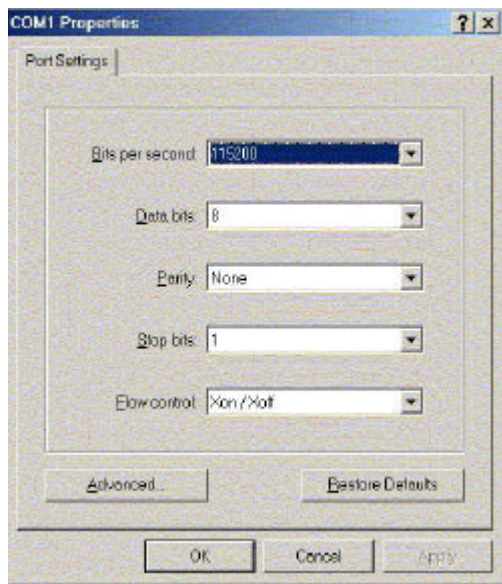 COM1 Properties ? ×
Port Settings
Bits per second: 115200
Data bits: 8
Parity: None
Stop bits: 1
Flow control: Xon / Xoff
Advanced... Restore Defaults
OK Cancel Apply